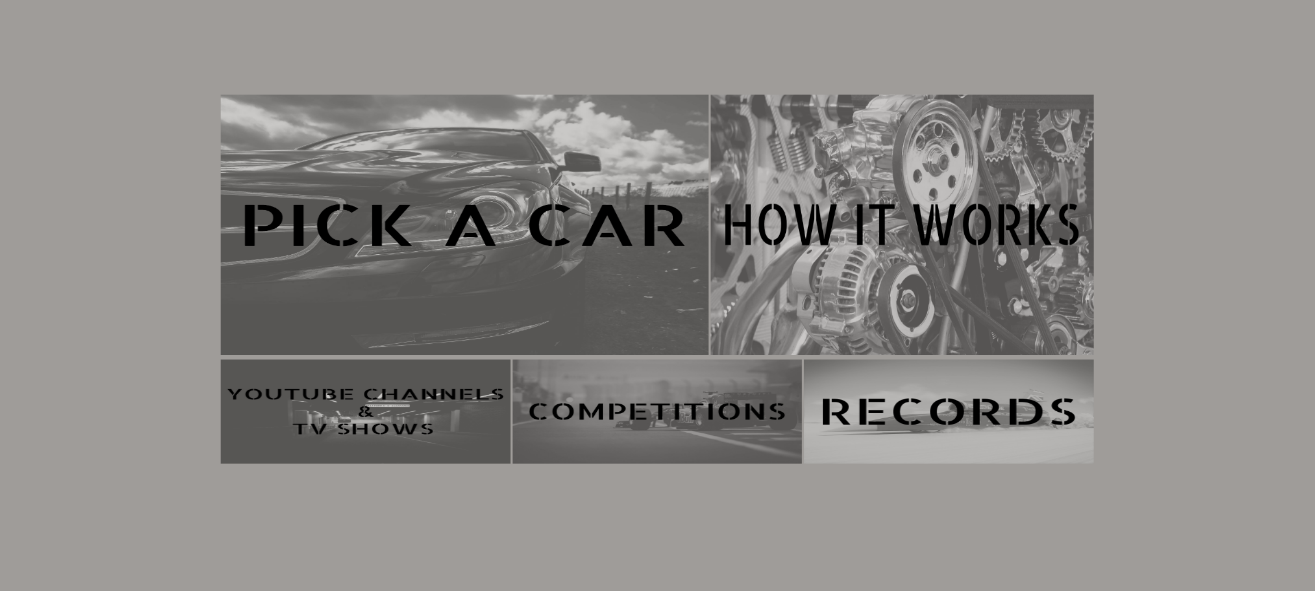 PICK A CAR
HOW IT WORKS
YOUTUBE CHANNELS
&
TV SHOWS
COMPETITIONS
RECORDS